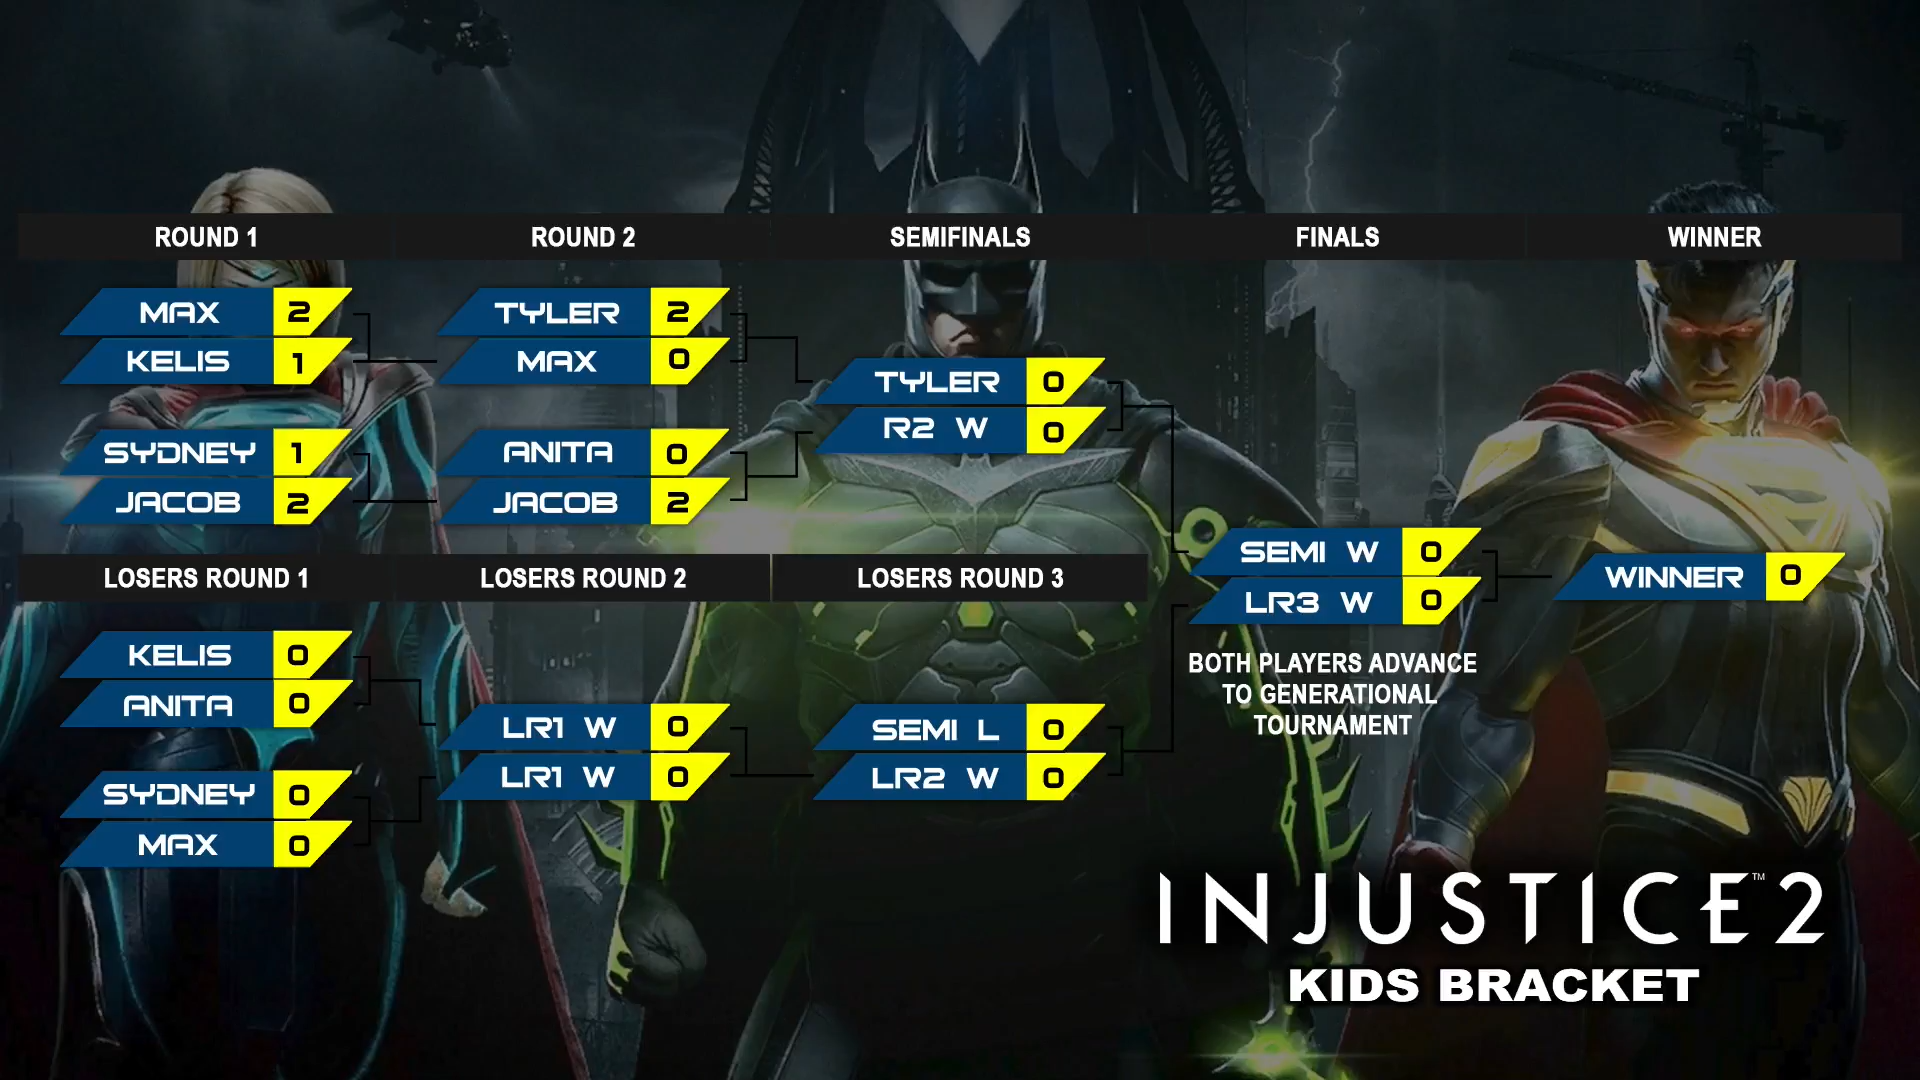 ROUND 1 ROUND 2 SEMIFINALS FINALS WINNER
MAX 2
KELIS 1
SYDNEY 1
JACOB 2
TYLER 2
MAX 0
ANITA 0
JACOB 2
TYLER 0
R2 W 0
SEMI W 0
LR3 W 0
BOTH PLAYERS ADVANCE
TO GENERATIONAL
TOURNAMENT
WINNER 0
LOSERS ROUND 1 LOSERS ROUND 2 LOSERS ROUND 3
KELIS 0
ANITA 0
SYDNEY 0
MAX 0
LR1 W 0
LR1 W 0
SEMI L 0
LR2 W 0
INJUSTICE™2
KIDS BRACKET